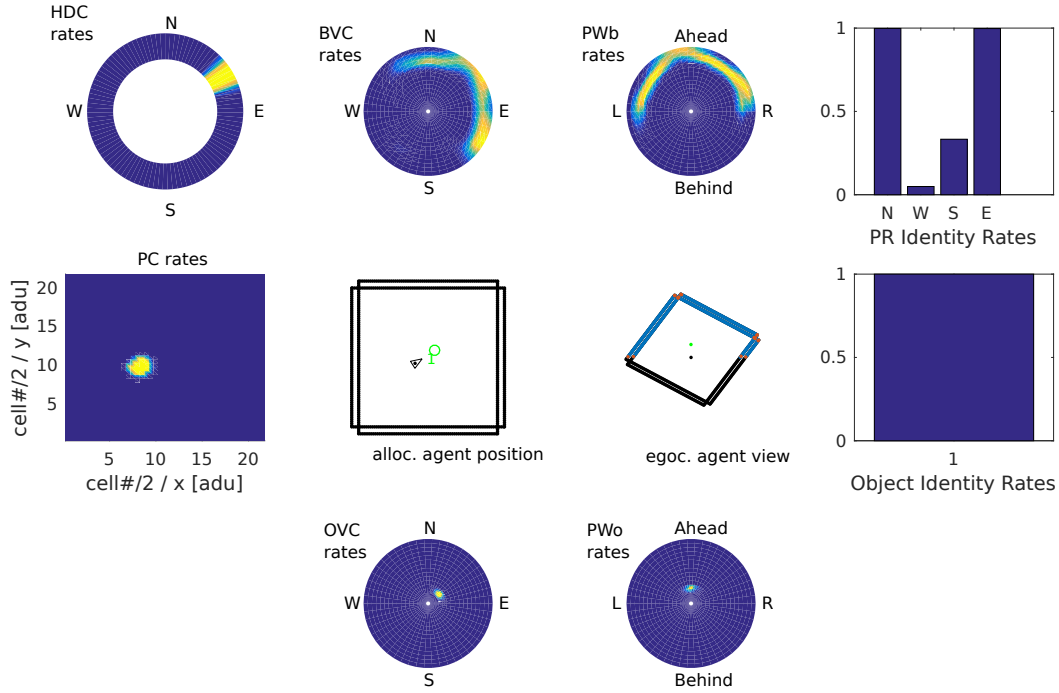 HDC
rates
N
W
E
S
BVC
rates
N
E
S
PWb
rates
Ahead
L
R
Behind
1
0.5
0
N W S E
PR Identity Rates
PC rates
20
15
10
5
cell#/2 / y [adu]
5 10 15 20
cell#/2 / x [adu]
1
alloc. agent position
egoc. agent view
1
0.5
0
1
Object Identity Rates
OVC
rates
N
W
E
S
PWo
rates
Ahead
L
R
Behind